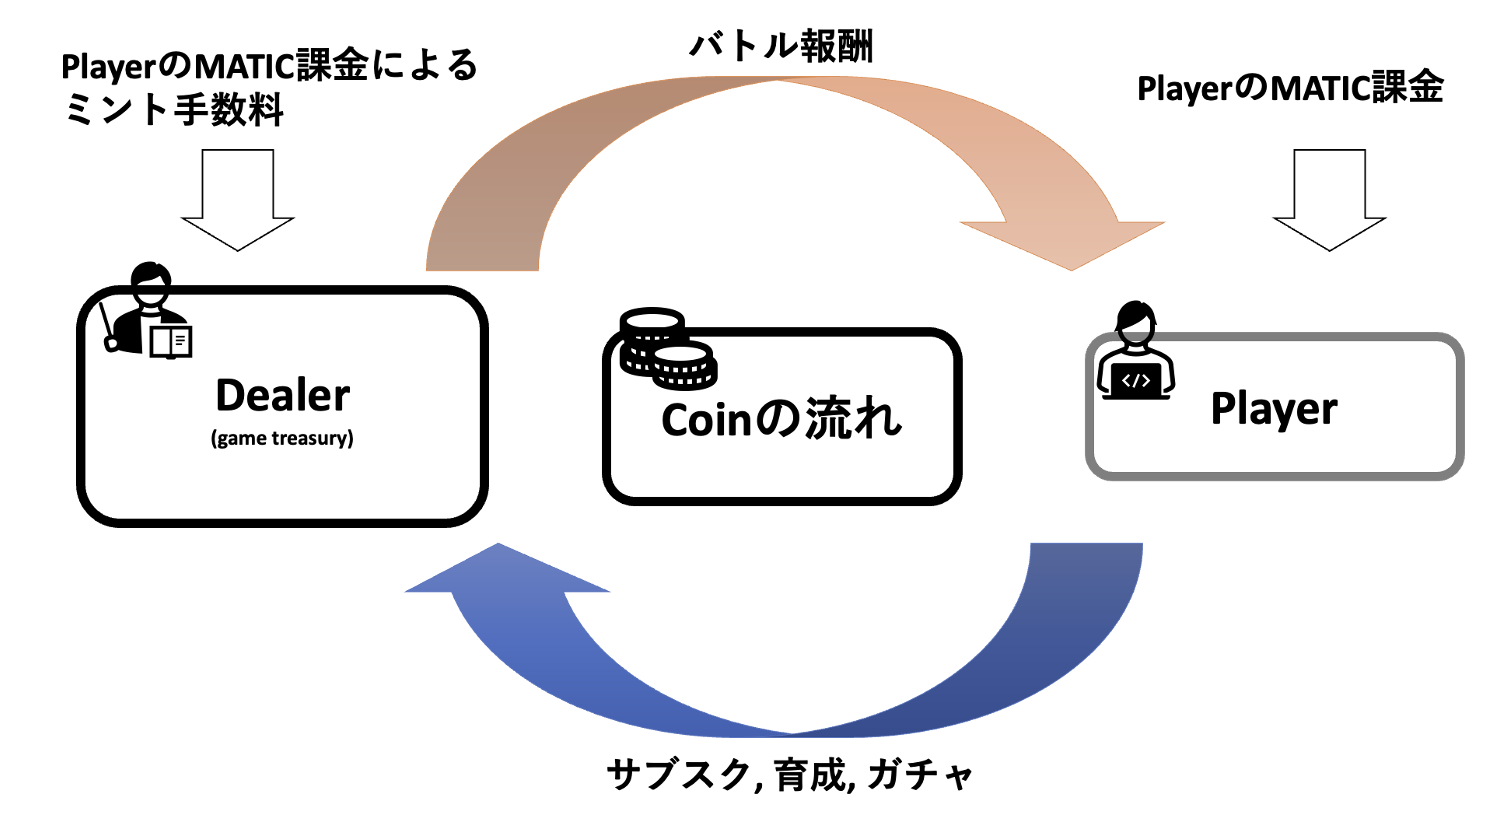 PlayerのMATIC課金による
ミント手数料
バトル報酬
PlayerのMATIC課金
Dealer
(game treasury)
Coinの流れ
</>
Player
サブスク, 育成, ガチャ